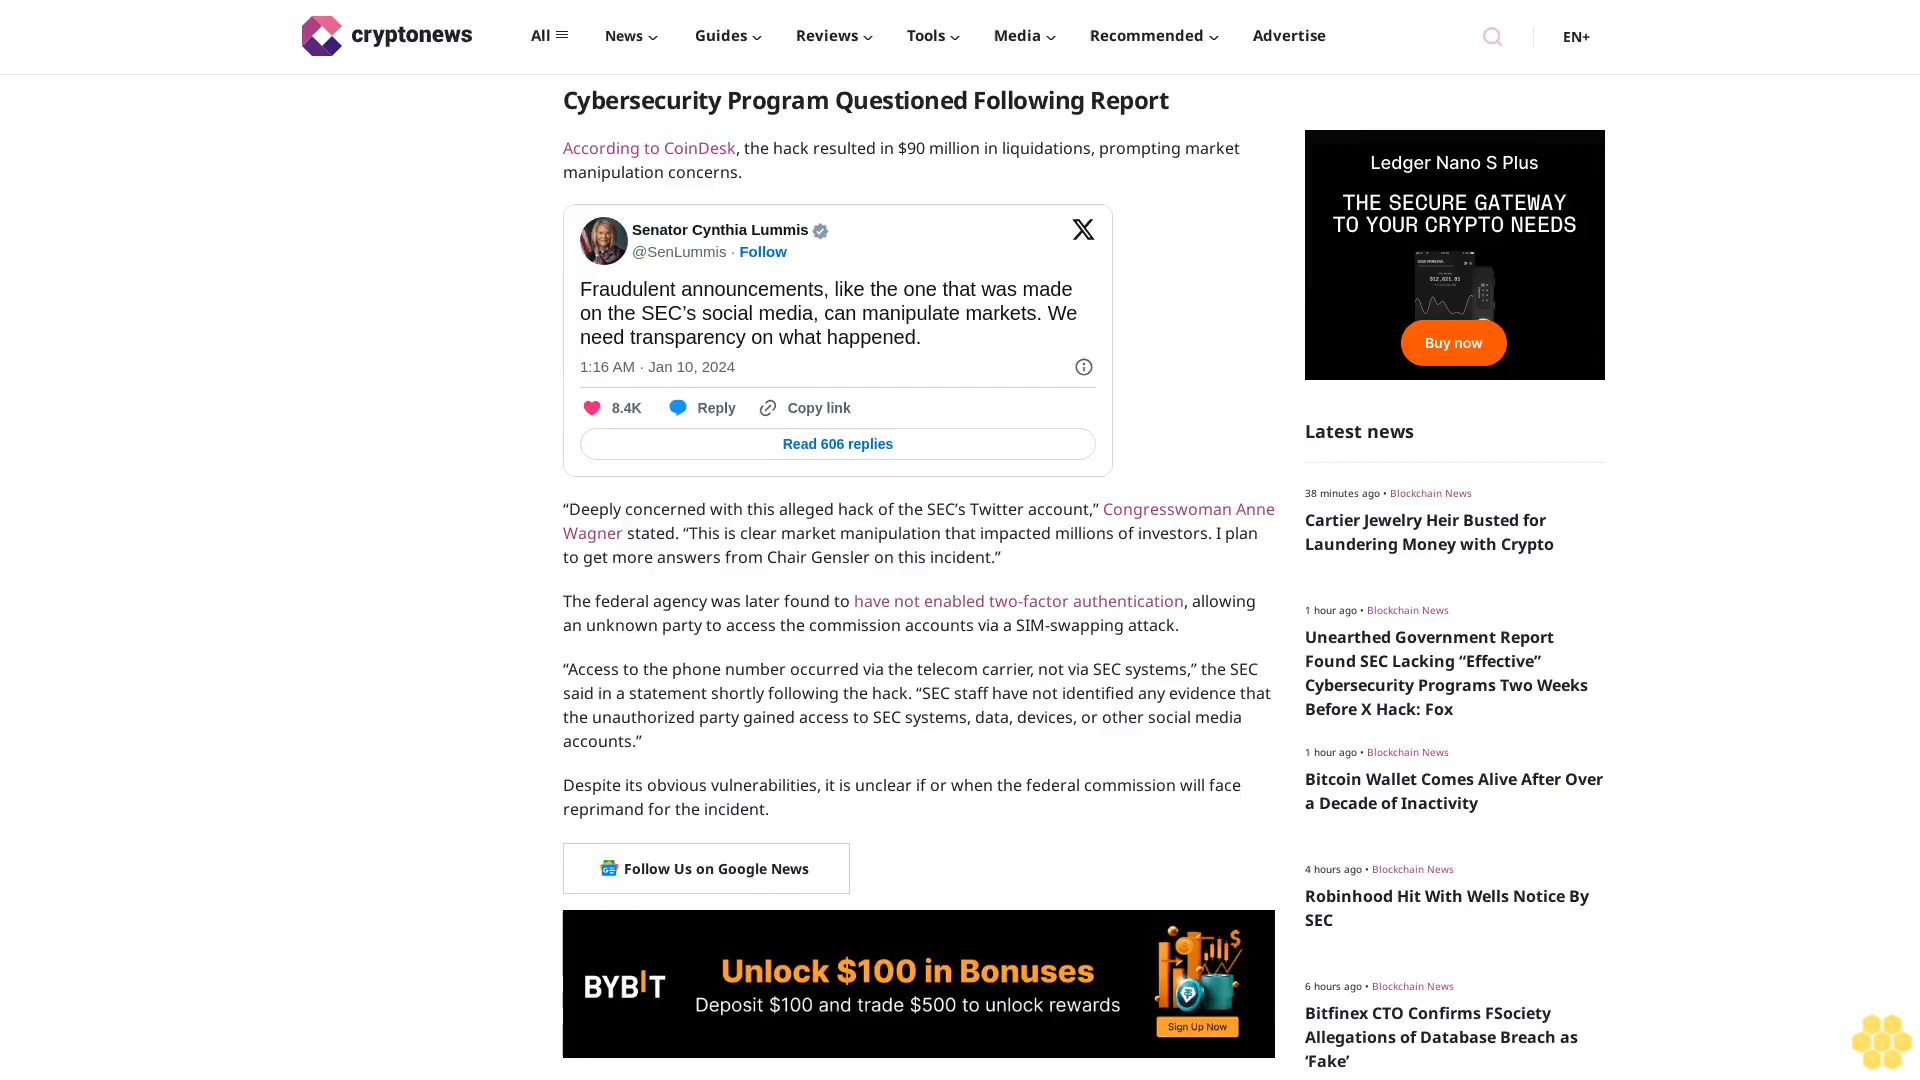 cryptonews
All
News
Guides
Reviews
Tools
Media
Recommended
Advertise
EN+
Cybersecurity Program Questioned Following Report
According to CoinDesk, the hack resulted in $90 million in liquidations, prompting market
manipulation concerns.
Senator Cynthia Lummis
@SenLummis · Follow
Fraudulent announcements, like the one that was made
on the SEC’s social media, can manipulate markets. We
need transparency on what happened.
1:16 AM · Jan 10, 2024
8.4K
Reply
Copy link
Read 606 replies
“Deeply concerned with this alleged hack of the SEC’s Twitter account,” Congresswoman Anne
Wagner stated. “This is clear market manipulation that impacted millions of investors. I plan
to get more answers from Chair Gensler on this incident.”
The federal agency was later found to have not enabled two-factor authentication, allowing
an unknown party to access the commission accounts via a SIM-swapping attack.
“Access to the phone number occurred via the telecom carrier, not via SEC systems,” the SEC
said in a statement shortly following the hack. “SEC staff have not identified any evidence that
the unauthorized party gained access to SEC systems, data, devices, or other social media
accounts.”
Despite its obvious vulnerabilities, it is unclear if or when the federal commission will face
reprimand for the incident.
Follow Us on Google News
BYBIT
Unlock $100 in Bonuses
Deposit $100 and trade $500 to unlock rewards
Sign Up Now
Ledger Nano S Plus
THE SECURE GATEWAY
TO YOUR CRYPTO NEEDS
$12,621.81
Buy now
Latest news
38 minutes ago • Blockchain News
Cartier Jewelry Heir Busted for
Laundering Money with Crypto
1 hour ago • Blockchain News
Unearthed Government Report
Found SEC Lacking “Effective”
Cybersecurity Programs Two Weeks
Before X Hack: Fox
1 hour ago • Blockchain News
Bitcoin Wallet Comes Alive After Over
a Decade of Inactivity
4 hours ago • Blockchain News
Robinhood Hit With Wells Notice By
SEC
6 hours ago • Blockchain News
Bitfinex CTO Confirms FSociety
Allegations of Database Breach as
‘Fake’